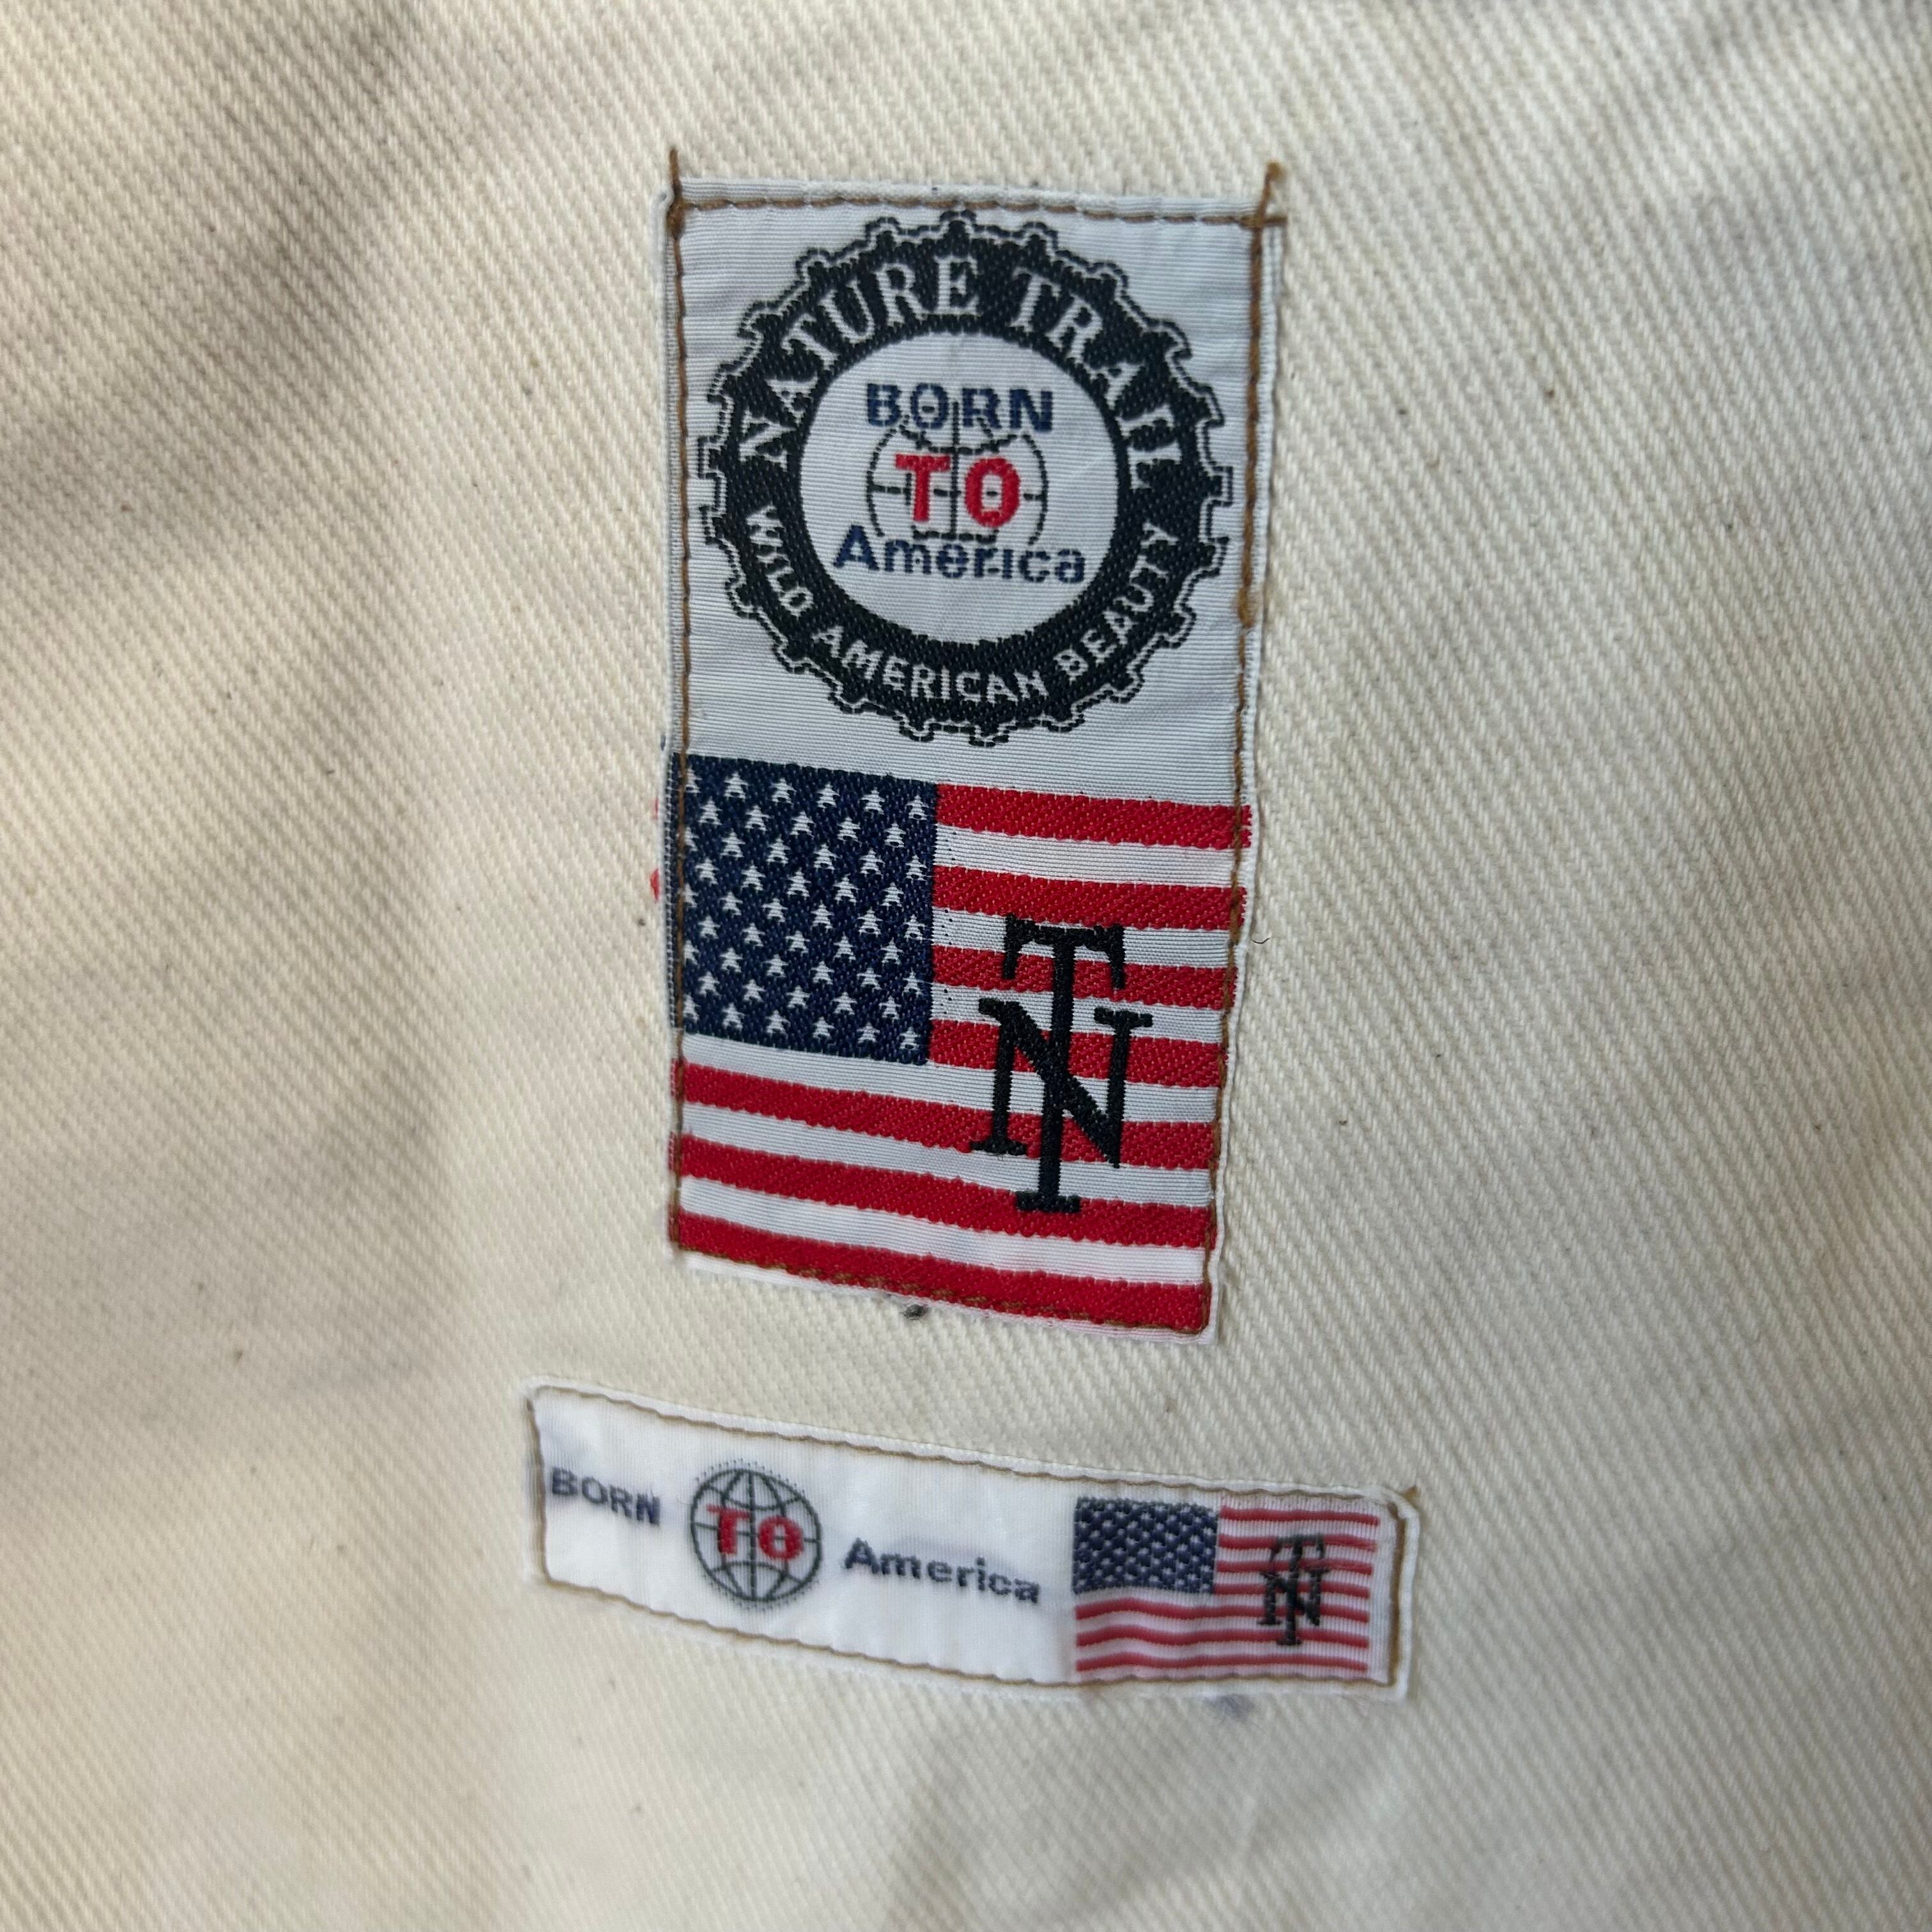 NATURE TRAIL
BORN
TO
America
WILD AMERICAN BEAUTY
TN
BORN TO America TN